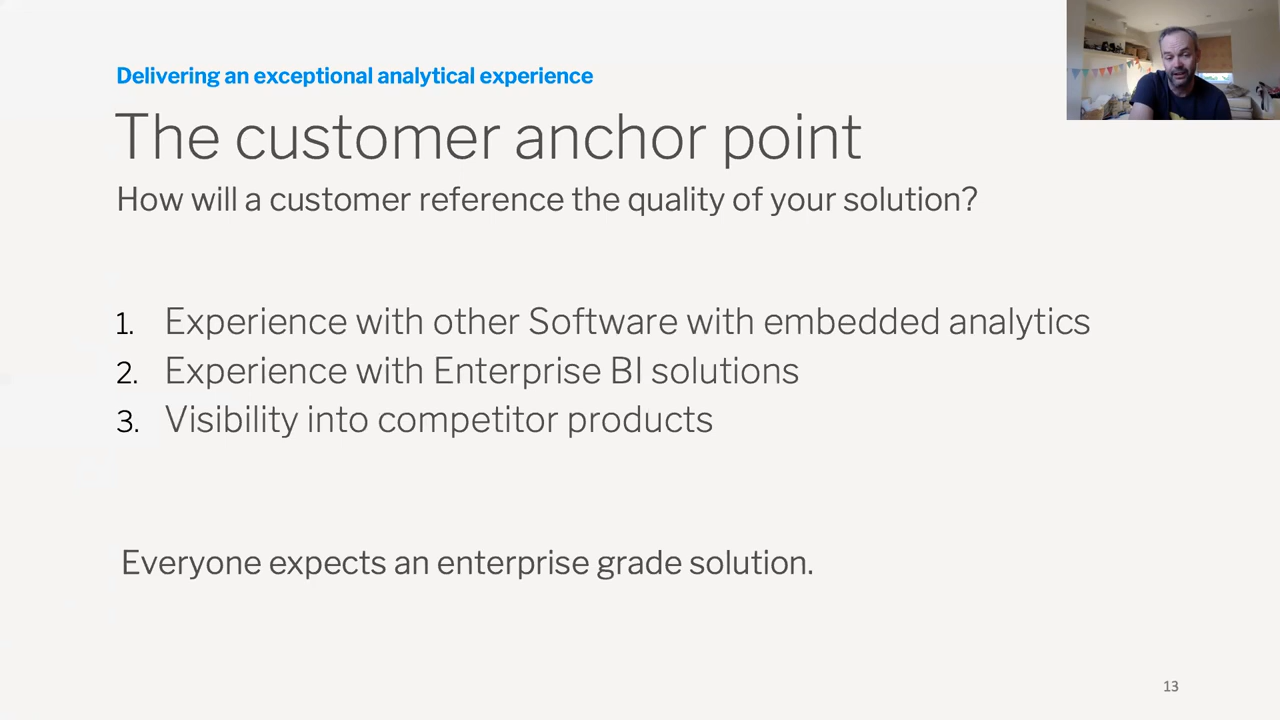 Delivering an exceptional analytical experience
The customer anchor point
How will a customer reference the quality of your solution?
1. Experience with other Software with embedded analytics
2. Experience with Enterprise BI solutions
3. Visibility into competitor products
Everyone expects an enterprise grade solution.
13